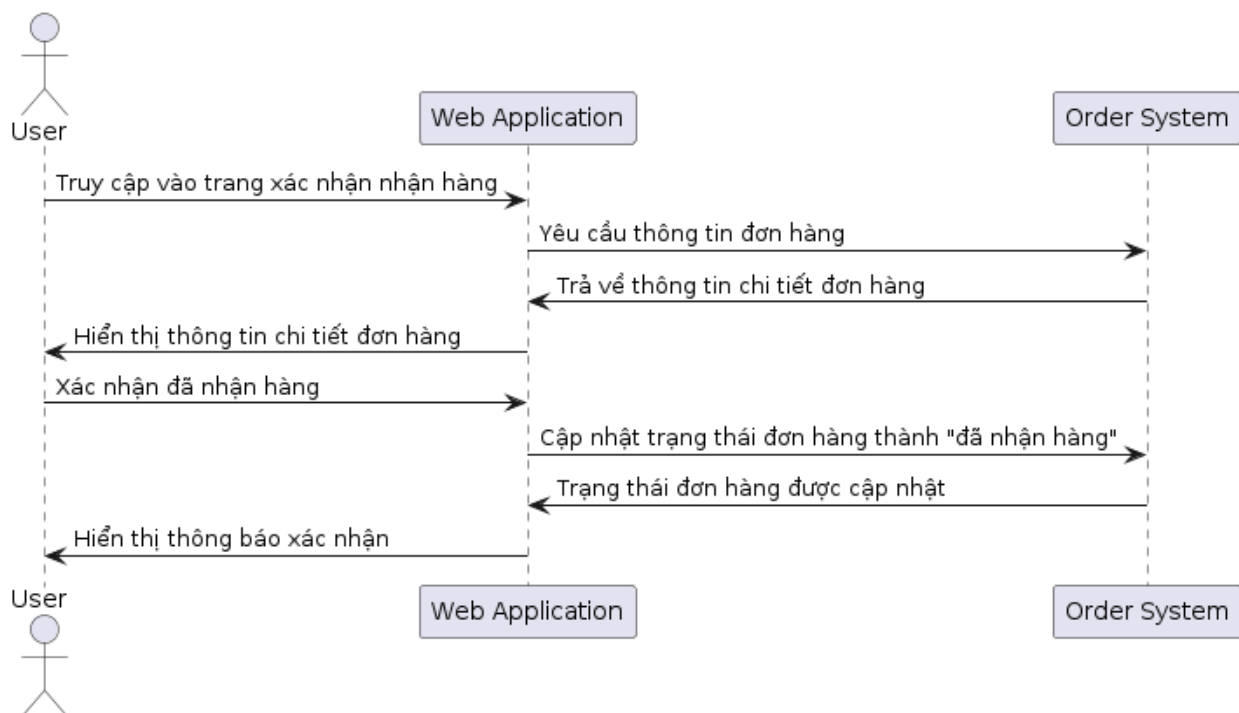 User
Web Application
Order System
Truy cập vào trang xác nhận nhận hàng
Yêu cầu thông tin đơn hàng
Trả về thông tin chi tiết đơn hàng
Hiển thị thông tin chi tiết đơn hàng
Xác nhận đã nhận hàng
Cập nhật trạng thái đơn hàng thành "đã nhận hàng"
Trạng thái đơn hàng được cập nhật
Hiển thị thông báo xác nhận
User
Web Application
Order System